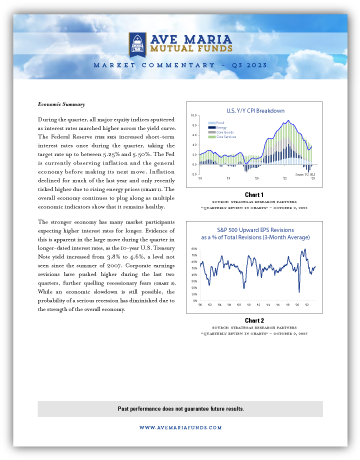 AVE MARIA
MUTUAL FUNDS
MARKET COMMENTARY – Q3 2023
Economic Summary
During the quarter, all major equity indices sputtered
as interest rates marched higher across the yield curve.
The Federal Reserve FED increased short-term
interest rates once during the quarter, taking the
target rate up to between 5.25% and 5.50%. The Fed
is currently observing inflation and the general
economy before making its next move. Inflation
declined for much of the last year and only recently
ticked higher due to rising energy prices (CHART 1). The
overall economy continues to plug along as multiple
economic indicators show that it remains healthy.
The stronger economy has many market participants
expecting higher interest rates for longer. Evidence of
this is apparent in the large move during the quarter in
longer-dated interest rates, as the 10-year U.S. Treasury
Note yield increased from 3.8% to 4.6%, a level not
seen since the summer of 2007. Corporate earnings
revisions have pushed higher during the last two
quarters, further quelling recessionary fears (CHART 2).
While an economic slowdown is still possible, the
probability of a serious recession has diminished due to
the strength of the overall economy.
U.S. Y/Y CPI Breakdown
Food
Energy
Core Goods
Core Services
Chart 1
SOURCE: STRATEGAS RESEARCH PARTNERS
"QUARTERLY REVIEW IN CHARTS" – OCTOBER 2, 2023
S&P 500 Upward EPS Revisions
as a % of Total Revisions (3-Month Average)
Chart 2
SOURCE: STRATEGAS RESEARCH PARTNERS
"QUARTERLY REVIEW IN CHARTS" – OCTOBER 2, 2023
Past performance does not guarantee future results.
WWW.AVEMARIAFUNDS.COM